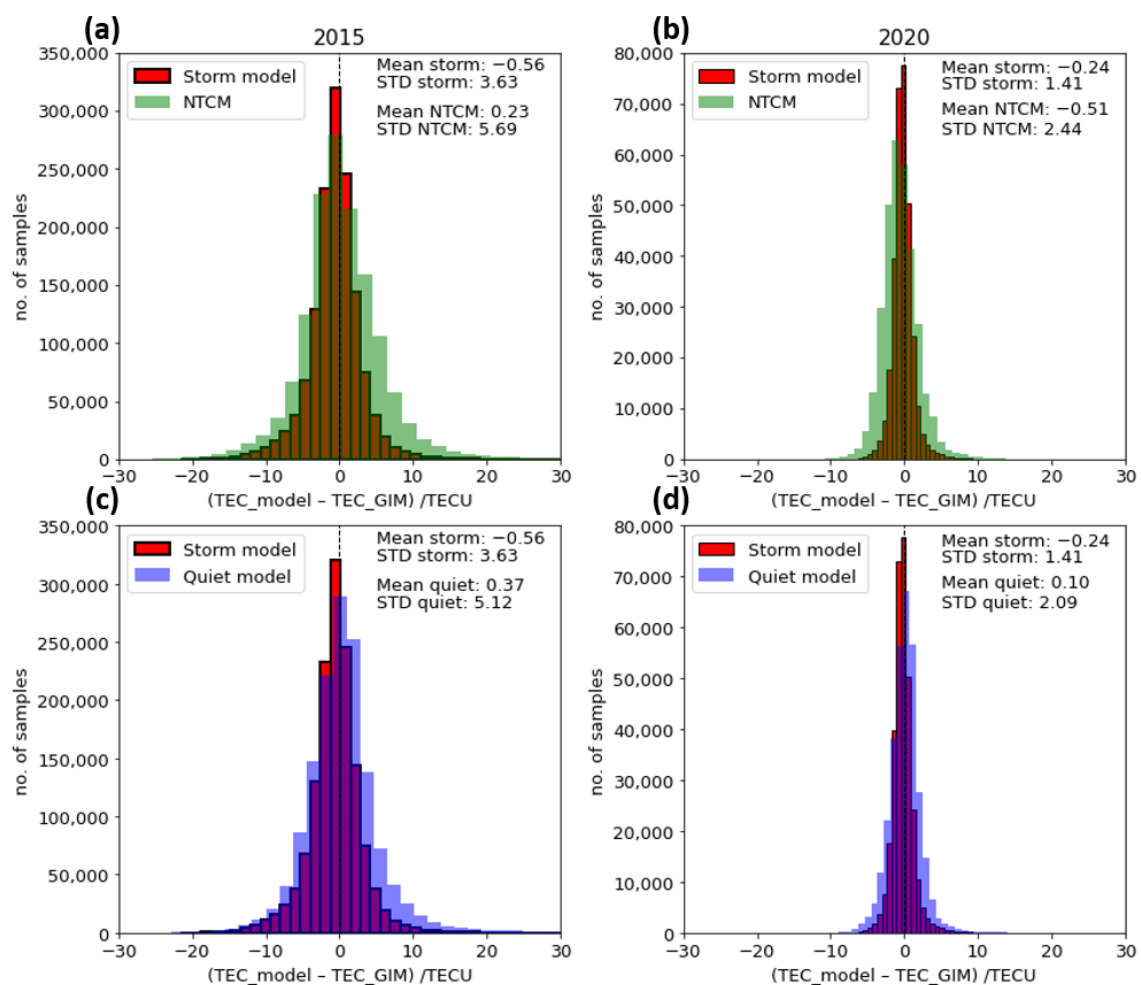 (a)
2015
350,000
300,000
250,000
200,000
150,000
100,000
50,000
0
no. of samples
Storm model
NTCM
Mean storm: −0.56
STD storm: 3.63
Mean NTCM: 0.23
STD NTCM: 5.69
−30
−20
−10
0
10
20
30
(TEC_model – TEC_GIM) /TECU
(b)
2020
80,000
70,000
60,000
50,000
40,000
30,000
20,000
10,000
0
no. of samples
Storm model
NTCM
Mean storm: −0.24
STD storm: 1.41
Mean NTCM: −0.51
STD NTCM: 2.44
−30
−20
−10
0
10
20
30
(TEC_model – TEC_GIM) /TECU
(c)
350,000
300,000
250,000
200,000
150,000
100,000
50,000
0
no. of samples
Storm model
Quiet model
Mean storm: −0.56
STD storm: 3.63
Mean quiet: 0.37
STD quiet: 5.12
−30
−20
−10
0
10
20
30
(TEC_model – TEC_GIM) /TECU
(d)
80,000
70,000
60,000
50,000
40,000
30,000
20,000
10,000
0
no. of samples
Storm model
Quiet model
Mean storm: −0.24
STD storm: 1.41
Mean quiet: 0.10
STD quiet: 2.09
−30
−20
−10
0
10
20
30
(TEC_model – TEC_GIM) /TECU